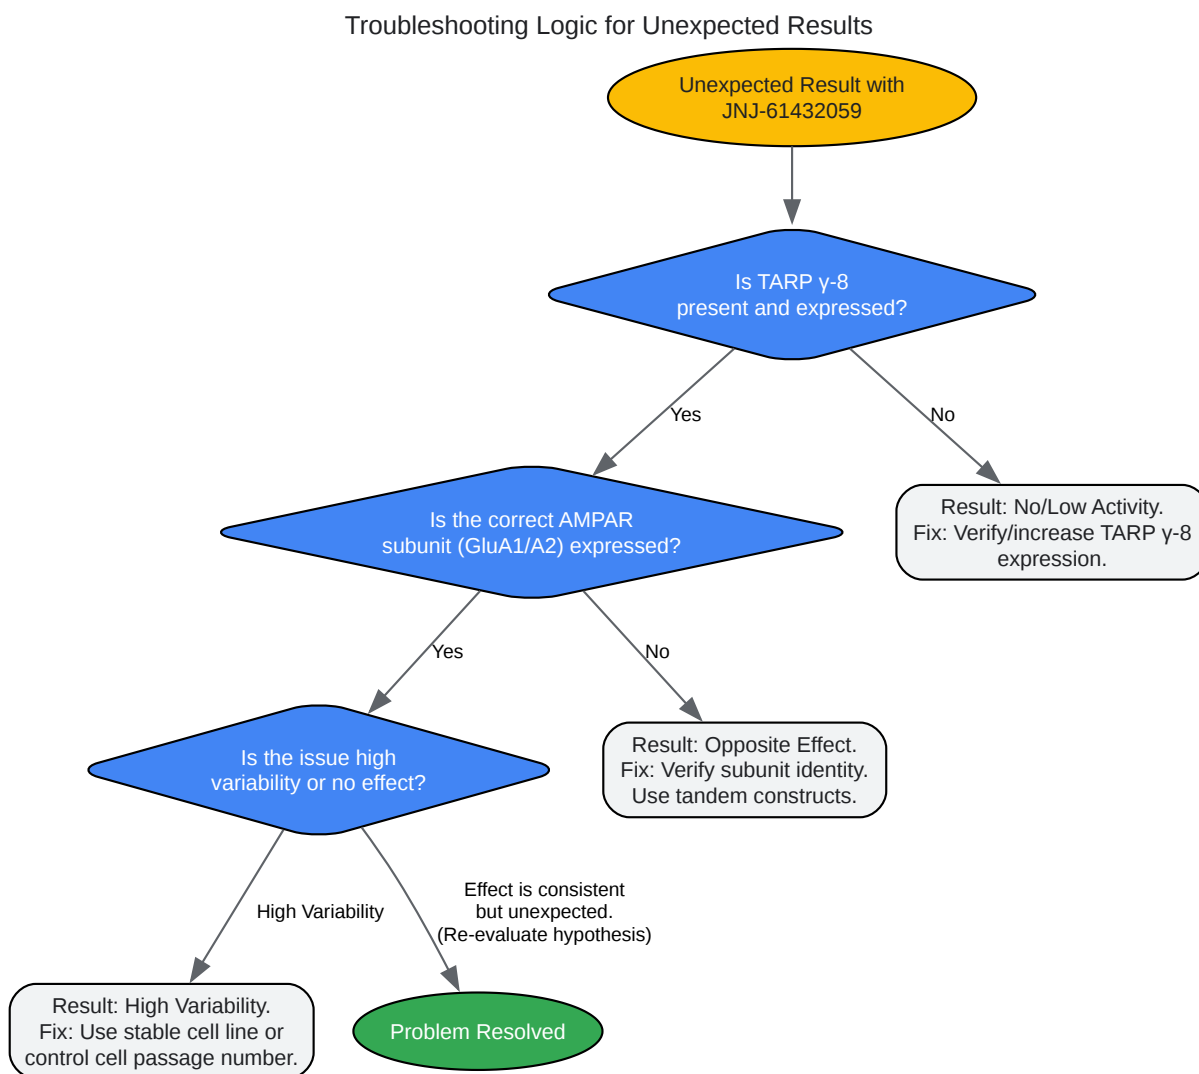 Troubleshooting Logic for Unexpected Results
Unexpected Result with
JNJ-61432059
Is TARP γ-8
present and expressed?
Yes
No
Is the correct AMPAR
subunit (GluA1/A2) expressed?
Result: No/Low Activity.
Fix: Verify/increase TARP γ-8
expression.
Yes
No
Is the issue high
variability or no effect?
Result: Opposite Effect.
Fix: Verify subunit identity.
Use tandem constructs.
High Variability
Effect is consistent
but unexpected.
(Re-evaluate hypothesis)
Result: High Variability.
Fix: Use stable cell line or
control cell passage number.
Problem Resolved